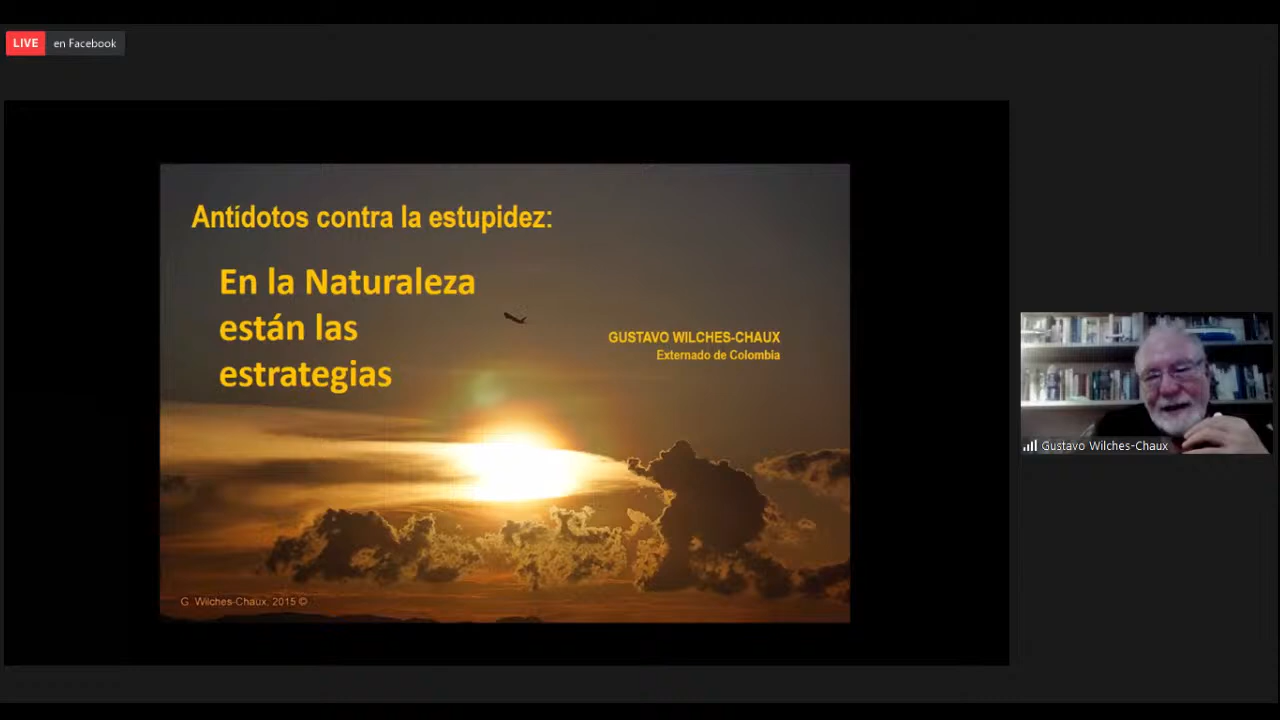 LIVE en Facebook
Antídotos contra la estupidez:
En la Naturaleza
están las
estrategias
GUSTAVO WILCHES-CHAUX
Externado de Colombia
G. Wilches-Chaux, 2015 ©
Gustavo Wilches-Chaux